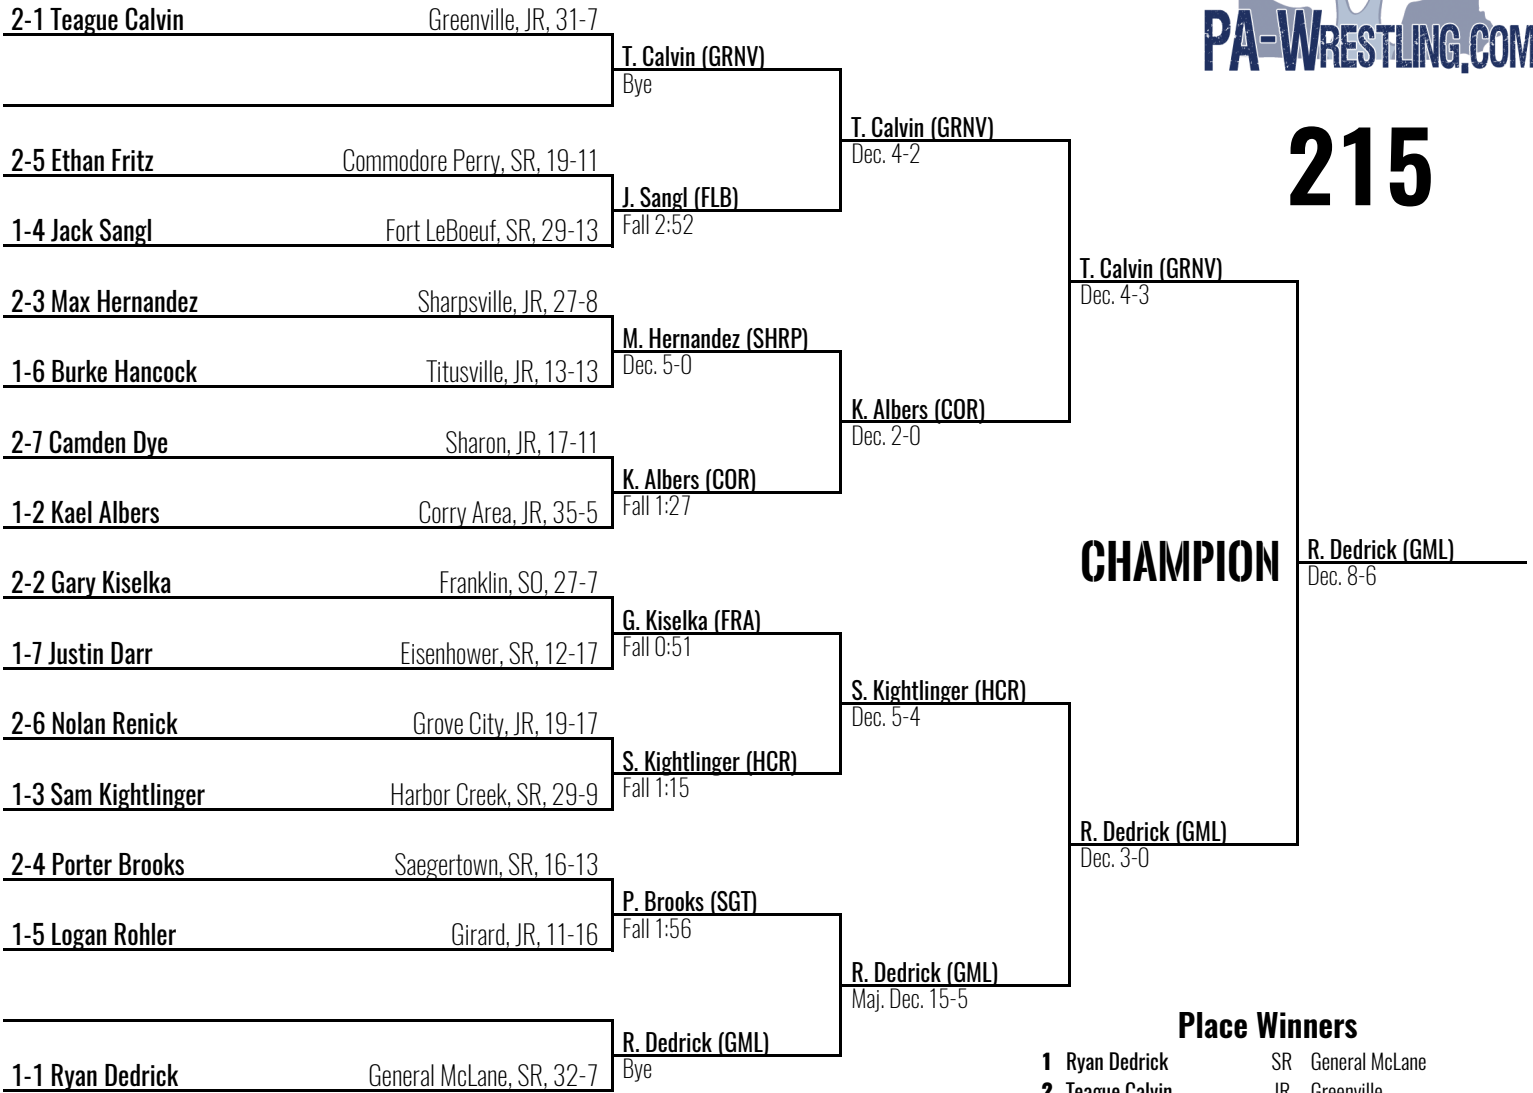 PA-WRESTLING.COM
215
2-1 Teague Calvin Greenville, JR, 31-7
T. Calvin (GRNV)
Bye
T. Calvin (GRNV)
Dec. 4-2
2-5 Ethan Fritz Commodore Perry, SR, 19-11
J. Sangl (FLB)
Fall 2:52
1-4 Jack Sangl Fort LeBoeuf, SR, 29-13
T. Calvin (GRNV)
Dec. 4-3
2-3 Max Hernandez Sharpsville, JR, 27-8
M. Hernandez (SHRP)
Dec. 5-0
1-6 Burke Hancock Titusville, JR, 13-13
K. Albers (COR)
Dec. 2-0
2-7 Camden Dye Sharon, JR, 17-11
K. Albers (COR)
Fall 1:27
1-2 Kael Albers Corry Area, JR, 35-5
CHAMPION
R. Dedrick (GML)
Dec. 8-6
2-2 Gary Kiselka Franklin, SO, 27-7
G. Kiselka (FRA)
Fall 0:51
1-7 Justin Darr Eisenhower, SR, 12-17
S. Kightlinger (HCR)
Dec. 5-4
2-6 Nolan Renick Grove City, JR, 19-17
S. Kightlinger (HCR)
Fall 1:15
1-3 Sam Kightlinger Harbor Creek, SR, 29-9
R. Dedrick (GML)
Dec. 3-0
2-4 Porter Brooks Saegertown, SR, 16-13
P. Brooks (SGT)
Fall 1:56
1-5 Logan Rohler Girard, JR, 11-16
R. Dedrick (GML)
Maj. Dec. 15-5
R. Dedrick (GML)
Bye
1-1 Ryan Dedrick General McLane, SR, 32-7
Place Winners
1 Ryan Dedrick SR General McLane
2 Teague Calvin JR Greenville